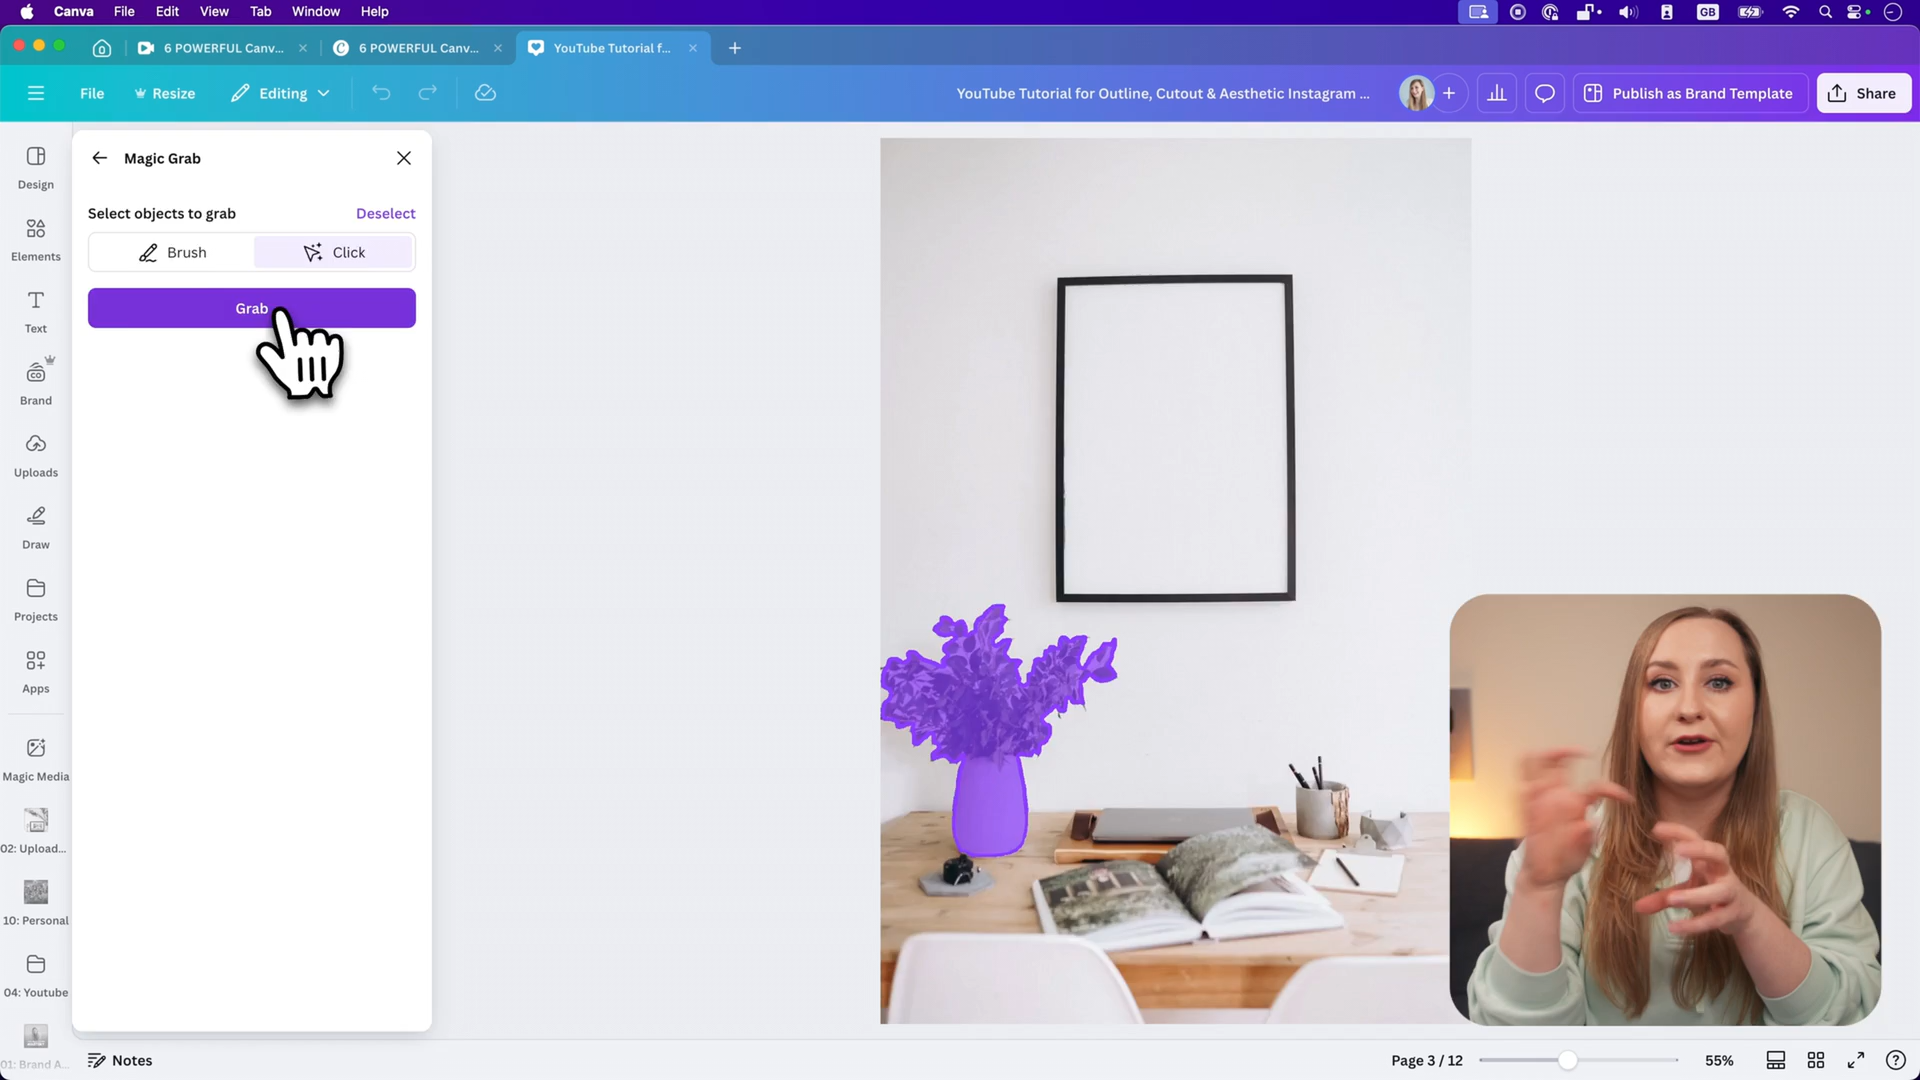 Canva File Edit View Tab Window Help
GB
6 POWERFUL Canv... 6 POWERFUL Canv... YouTube Tutorial f...
File Resize Editing YouTube Tutorial for Outline, Cutout & Aesthetic Instagram ... Publish as Brand Template Share
Design
Elements
Text
Brand
Uploads
Draw
Projects
Apps
Magic Media
02: Upload...
10: Personal
04: Youtube
01: Brand A...
Magic Grab
Select objects to grab Deselect
Brush Click
Grab
Notes
Page 3 / 12 55%